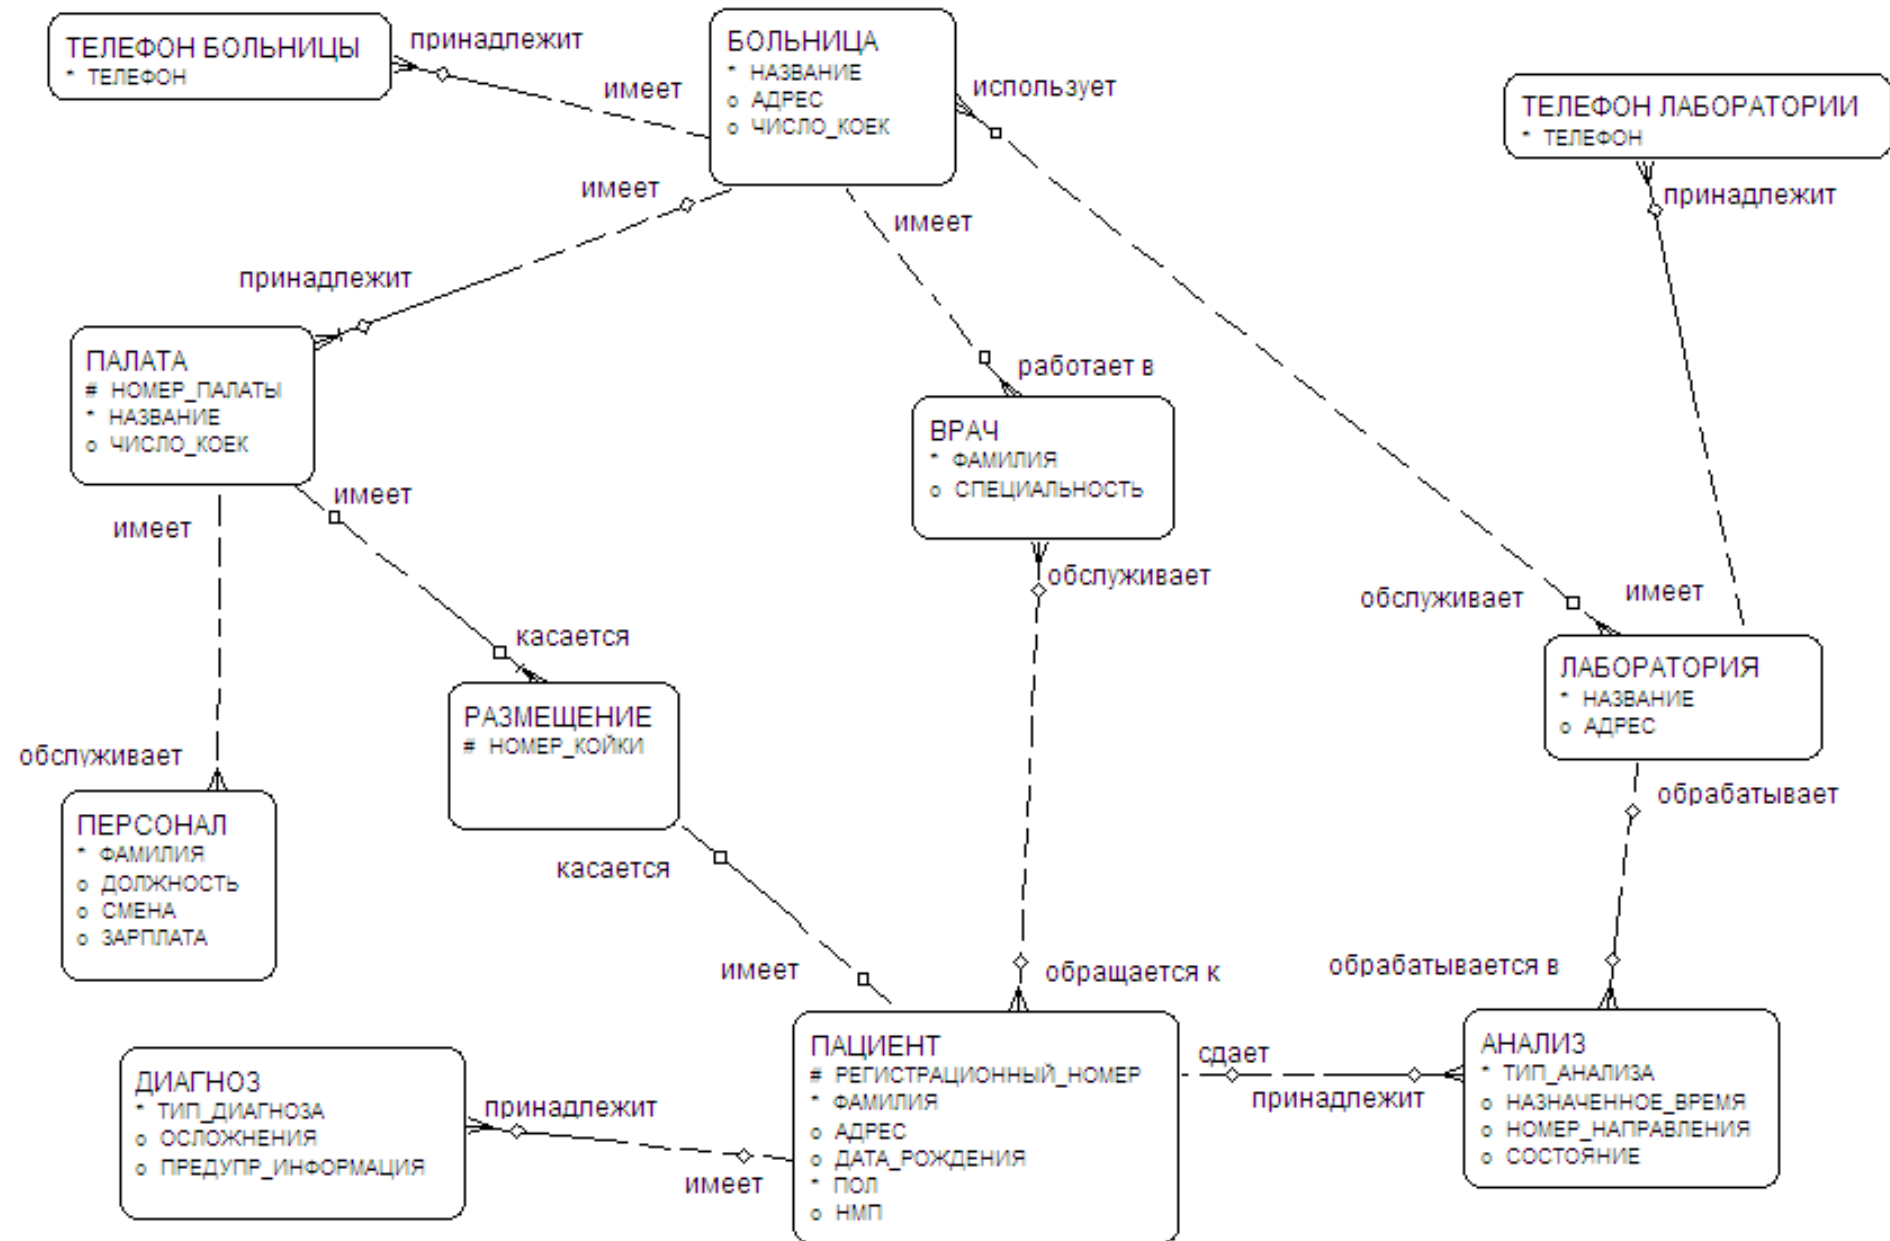 ТЕЛЕФОН БОЛЬНИЦЫ
* ТЕЛЕФОН
принадлежит
имеет
БОЛЬНИЦА
* НАЗВАНИЕ
o АДРЕС
o ЧИСЛО_КОЕК
использует
ТЕЛЕФОН ЛАБОРАТОРИИ
* ТЕЛЕФОН
принадлежит
имеет
имеет
принадлежит
ПАЛАТА
# НОМЕР_ПАЛАТЫ
* НАЗВАНИЕ
o ЧИСЛО_КОЕК
работает в
ВРАЧ
* ФАМИЛИЯ
o СПЕЦИАЛЬНОСТЬ
имеет
имеет
обслуживает
обслуживает
имеет
касается
ЛАБОРАТОРИЯ
* НАЗВАНИЕ
o АДРЕС
РАЗМЕЩЕНИЕ
# НОМЕР_КОЙКИ
обслуживает
ПЕРСОНАЛ
* ФАМИЛИЯ
o ДОЛЖНОСТЬ
o СМЕНА
o ЗАРПЛАТА
обрабатывает
касается
имеет
обращается к
обрабатывается в
ДИАГНОЗ
* ТИП_ДИАГНОЗА
o ОСЛОЖНЕНИЯ
o ПРЕДУПР_ИНФОРМАЦИЯ
принадлежит
имеет
ПАЦИЕНТ
# РЕГИСТРАЦИОННЫЙ_НОМЕР
* ФАМИЛИЯ
o АДРЕС
o ДАТА_РОЖДЕНИЯ
* ПОЛ
o НМП
сдает
принадлежит
АНАЛИЗ
* ТИП_АНАЛИЗА
o НАЗНАЧЕННОЕ_ВРЕМЯ
o НОМЕР_НАПРАВЛЕНИЯ
o СОСТОЯНИЕ